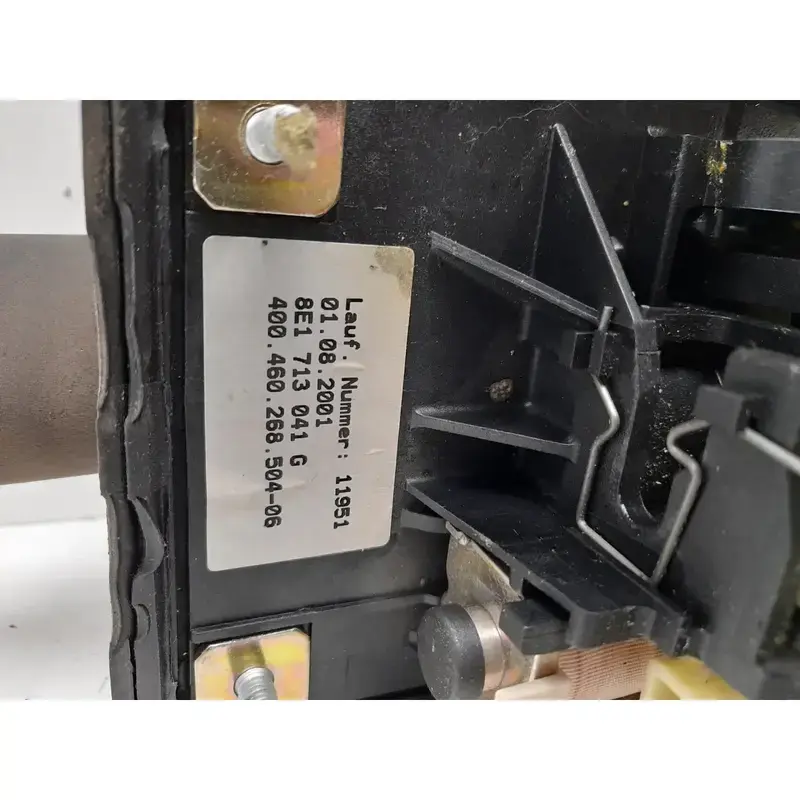 Lauf. Nummer: 11951
01.08.2001
8E1 713 041 G
400.460.268.504-06